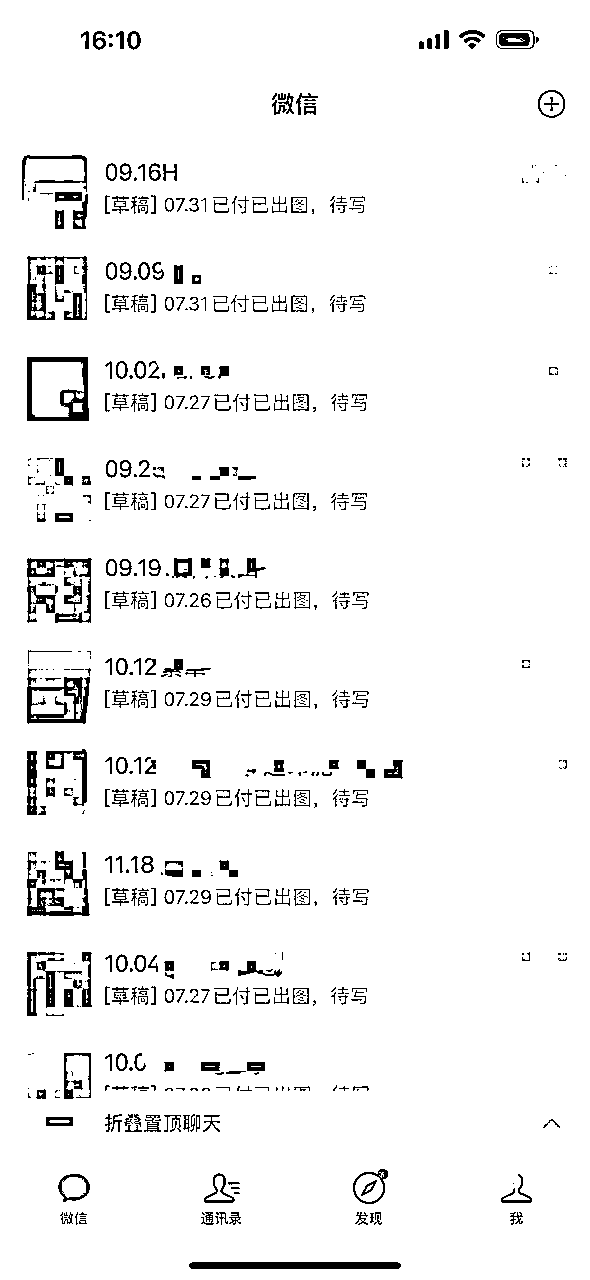 16:10
微信
09.16H
[草稿] 07.31已付已出图，待写
09.09
[草稿] 07.31已付已出图，待写
10.02.
[草稿] 07.27已付已出图，待写
09.2
[草稿] 07.27已付已出图，待写
09.19.
[草稿] 07.26已付已出图，待写
10.12
[草稿] 07.29已付已出图，待写
10.12
[草稿] 07.29已付已出图，待写
11.18
[草稿] 07.29已付已出图，待写
10.04
[草稿] 07.27已付已出图，待写
10.0
折叠置顶聊天
微信
通讯录
发现
我